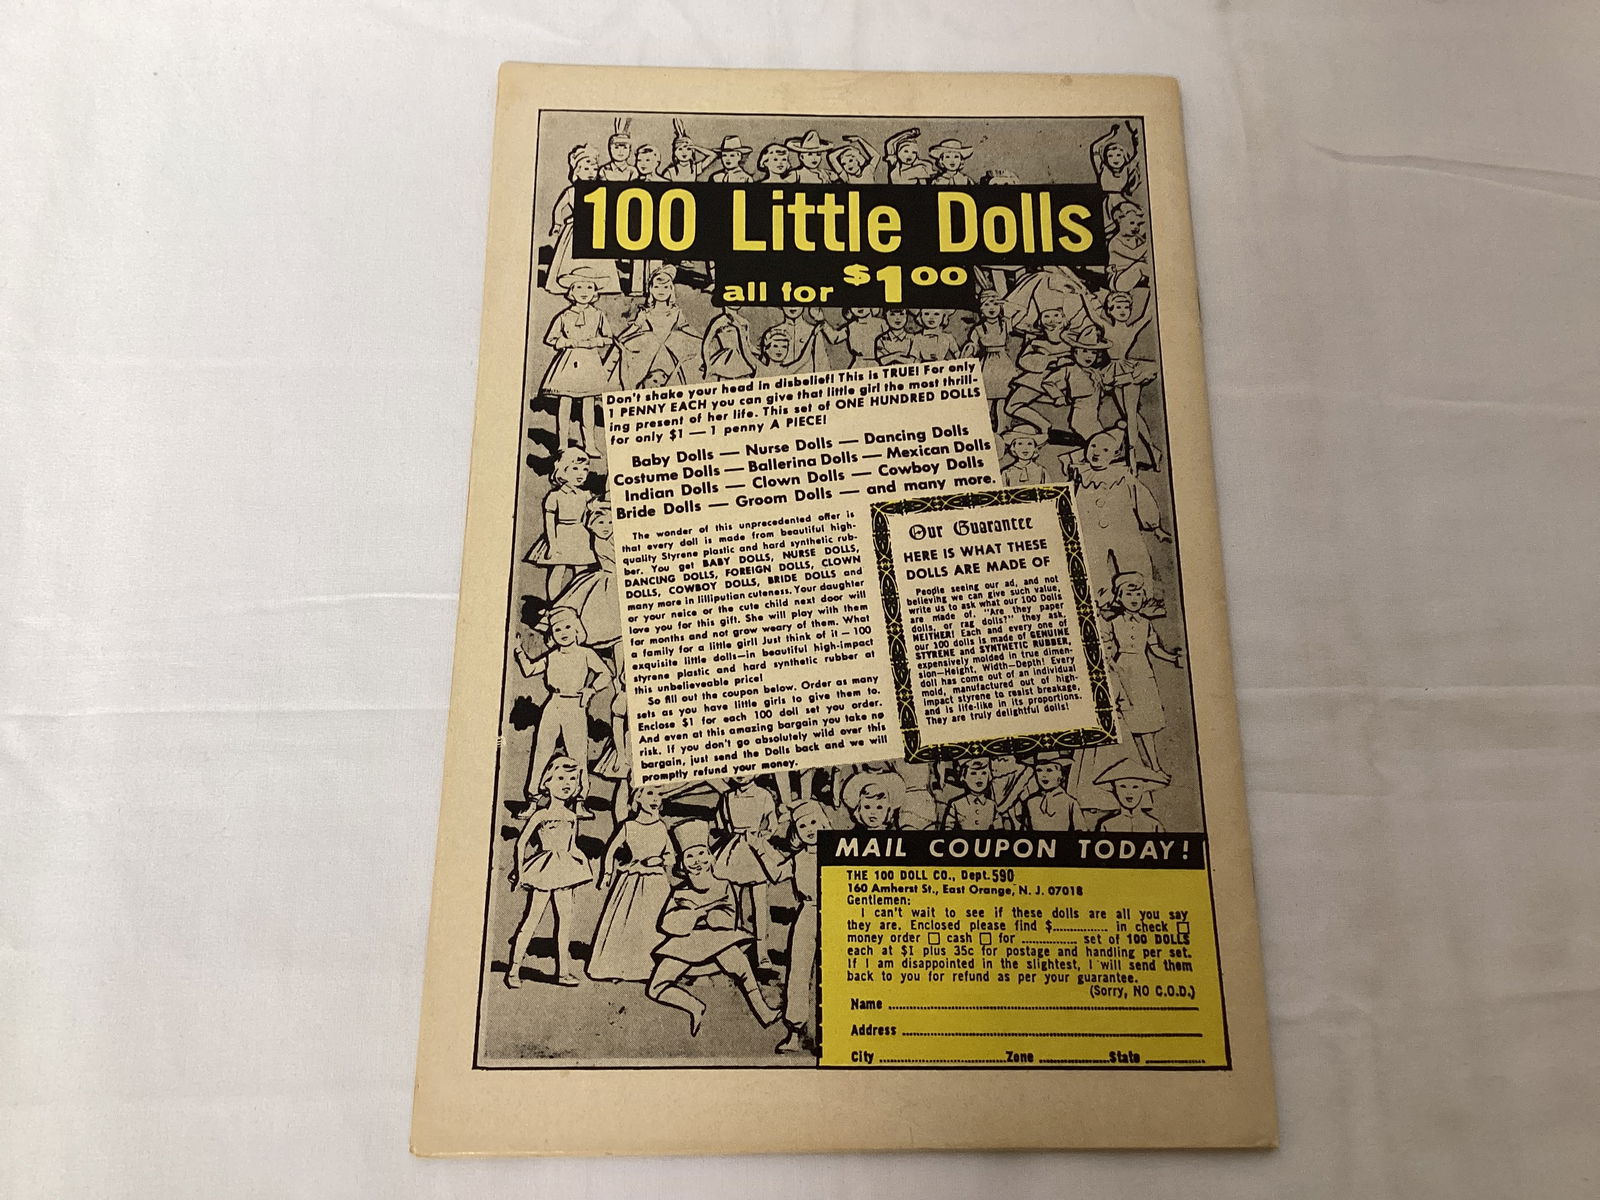 100 Little Dolls
all for $1 00
Don't shake your head in disbelief! This is TRUE! For only
1 PENNY EACH you can give that little girl the most thrill-
ing present of her life. This set of ONE HUNDRED DOLLS
for only $1 — 1 penny A PIECE!
Baby Dolls — Nurse Dolls — Dancing Dolls
Costume Dolls — Ballerina Dolls — Mexican Dolls
Indian Dolls — Clown Dolls — Cowboy Dolls
Bride Dolls — Groom Dolls — and many more.
The wonder of this unprecedented offer is
that every doll is made from beautiful high-
quality Styrene plastic and hard synthetic rub-
ber. You get BABY DOLLS, NURSE DOLLS,
DANCING DOLLS, FOREIGN DOLLS, CLOWN
DOLLS, COWBOY DOLLS, BRIDE DOLLS and
many more in lilliputian cuteness. Your daughter
or your neice or the cute child next door will
love you for this gift. She will play with them
for months and not grow weary of them. What
a family for a little girl! Just think of it — 100
exquisite little dolls—in beautiful high-impact
styrene plastic and hard synthetic rubber at
this unbelieveable price!
So fill out the coupon below. Order as many
sets as you have little girls to give them to.
Enclose $1 for each 100 doll set you order.
And even at this amazing bargain you take no
risk. If you don't go absolutely wild over this
bargain, just send the Dolls back and we will
promptly refund your money.
Our Guarantee
HERE IS WHAT THESE
DOLLS ARE MADE OF
People seeing our ad, and not
believing we can give such value,
write us to ask what our 100 Dolls
are made of. "Are they paper
dolls, or rag dolls?" they ask.
NEITHER! Each and every one of
our 100 dolls is made of GENUINE
STYRENE and SYNTHETIC RUBBER,
expensively molded in true dimen-
sion—Height, Width—Depth! Every
doll has come out of an individual
mold, manufactured out of high-
impact styrene to resist breakage,
and is life-like in its proportions.
They are truly delightful dolls!
MAIL COUPON TODAY!
THE 100 DOLL CO., Dept. 590
160 Amherst St., East Orange, N. J. 07018
Gentlemen:
I can't wait to see if these dolls are all you say
they are. Enclosed please find $.............. in check □
money order □ cash □ for .............. set of 100 DOLLS
each at $1 plus 35c for postage and handling per set.
If I am disappointed in the slightest, I will send them
back to you for refund as per your guarantee.
(Sorry, NO C.O.D.)
Name
Address
City ..............Zone ..............State ..............